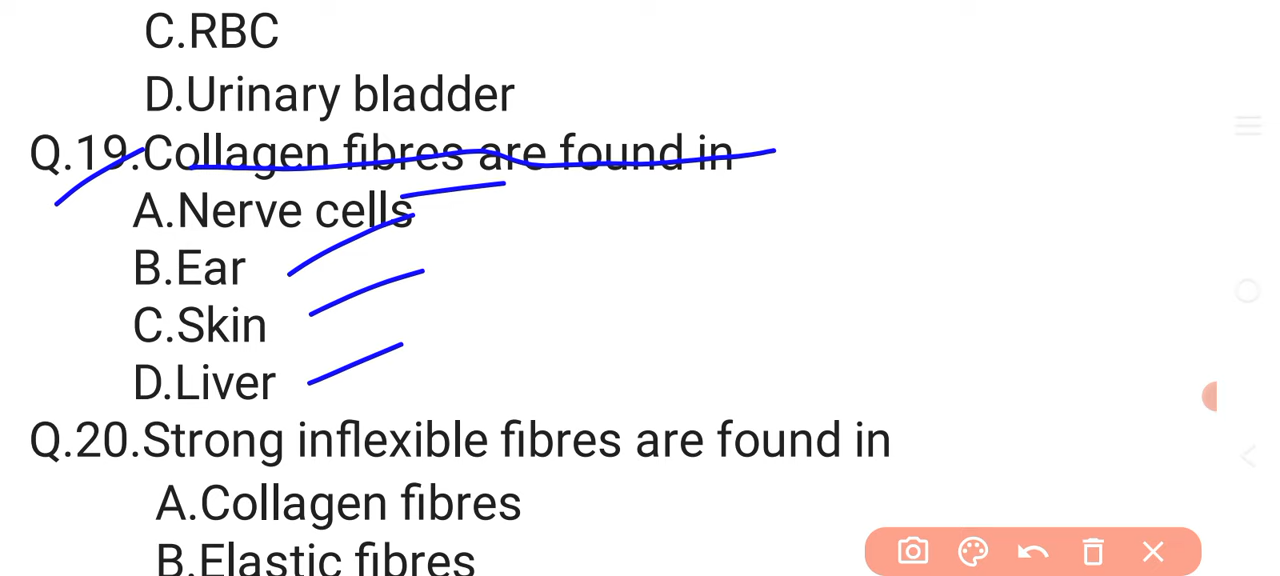 C.RBC
D.Urinary bladder
Q.19.Collagen fibres are found in
A.Nerve cells
B.Ear
C.Skin
D.Liver
Q.20.Strong inflexible fibres are found in
A.Collagen fibres
B.Elastic fibres